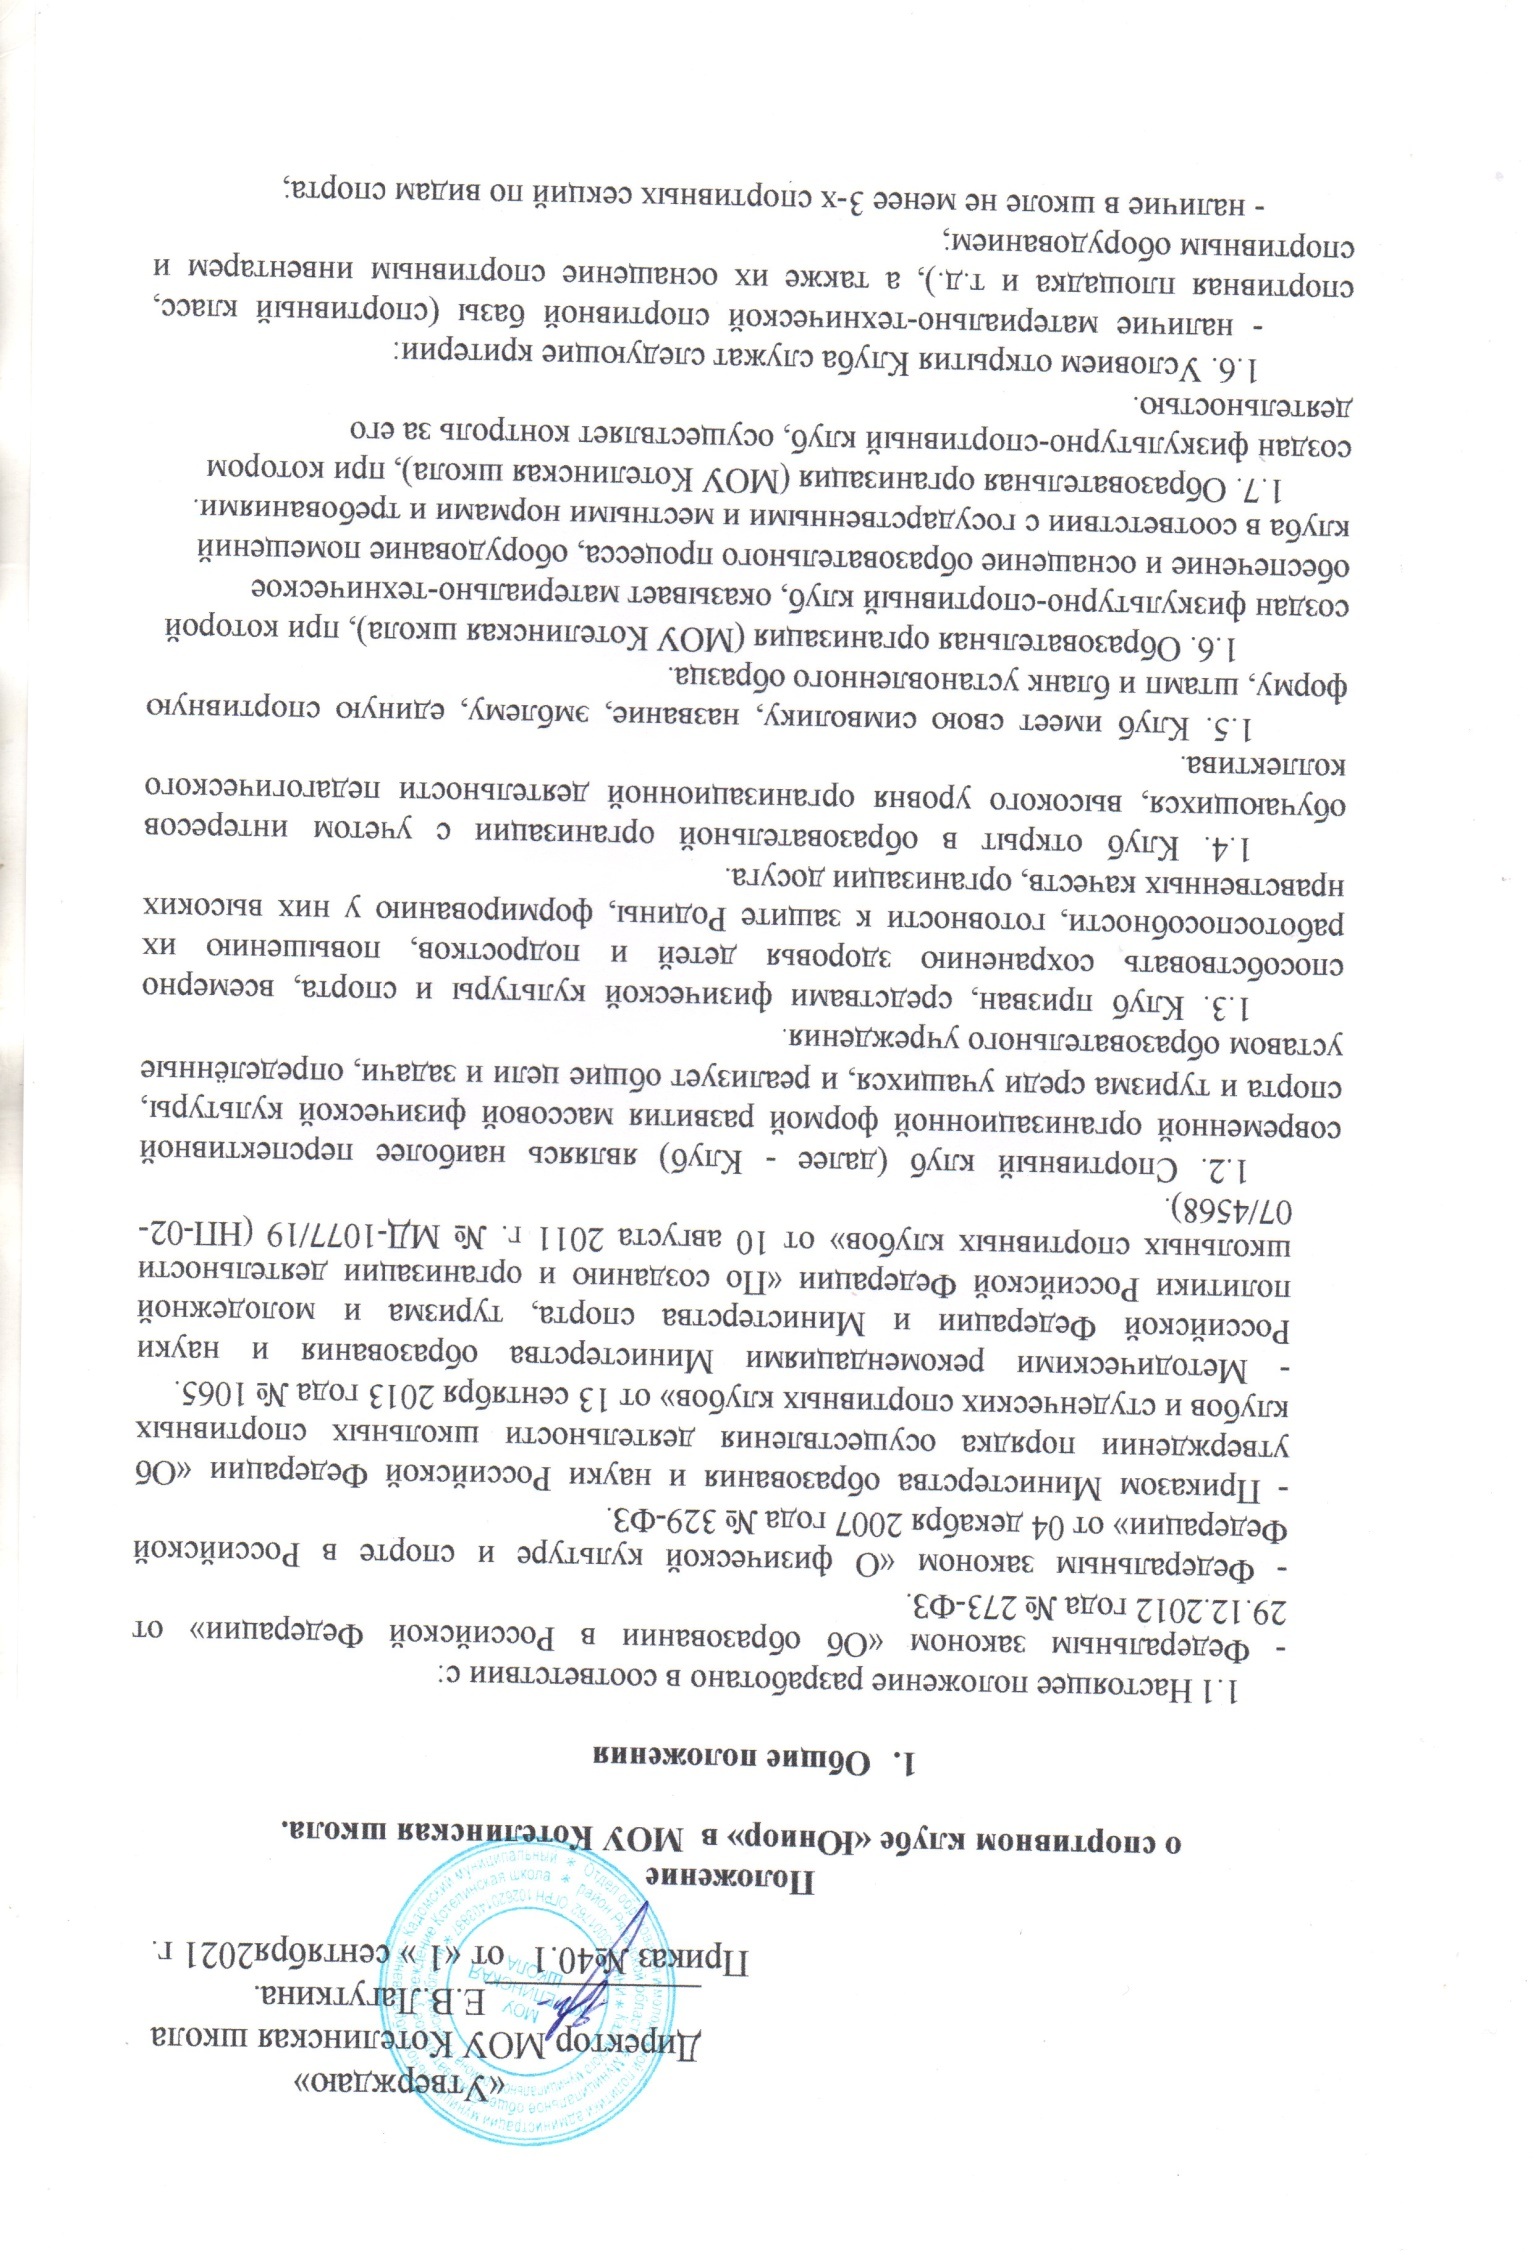 «Утверждаю»
Директор МОУ Котелинская школа
Е.В.Лагуткина.
Приказ №40.1 от «1 » сентября2021 г.
МОУ
КОТЕЛИНСКАЯ
ШКОЛА
Положение
о спортивном клубе «Юниор» в МОУ Котелинская школа.
1. Общие положения
1.1 Настоящее положение разработано в соответствии с:
- Федеральным законом «Об образовании в Российской Федерации» от
29.12.2012 года № 273-ФЗ.
- Федеральным законом «О физической культуре и спорте в Российской
Федерации» от 04 декабря 2007 года № 329-ФЗ.
- Приказом Министерства образования и науки Российской Федерации «Об
утверждении порядка осуществления деятельности школьных спортивных
клубов и студенческих спортивных клубов» от 13 сентября 2013 года № 1065.
- Методическими рекомендациями Министерства образования и науки
Российской Федерации и Министерства спорта, туризма и молодежной
политики Российской Федерации «По созданию и организации деятельности
школьных спортивных клубов» от 10 августа 2011 г. № МД-1077/19 (НП-02-
07/4568).
1.2. Спортивный клуб (далее - Клуб) являясь наиболее перспективной
современной организационной формой развития массовой физической культуры,
спорта и туризма среди учащихся, и реализует общие цели и задачи, определённые
уставом образовательного учреждения.
1.3. Клуб призван, средствами физической культуры и спорта, всемерно
способствовать сохранению здоровья детей и подростков, повышению их
работоспособности, готовности к защите Родины, формированию у них высоких
нравственных качеств, организации досуга.
1.4. Клуб открыт в образовательной организации с учетом интересов
обучающихся, высокого уровня организационной деятельности педагогического
коллектива.
1.5. Клуб имеет свою символику, название, эмблему, единую спортивную
форму, штамп и бланк установленного образца.
1.6. Образовательная организация (МОУ Котелинская школа), при которой
создан физкультурно-спортивный клуб, оказывает материально-техническое
обеспечение и оснащение образовательного процесса, оборудование помещений
клуба в соответствии с государственными и местными нормами и требованиями.
1.7. Образовательная организация (МОУ Котелинская школа), при котором
создан физкультурно-спортивный клуб, осуществляет контроль за его
деятельностью.
1.6. Условием открытия Клуба служат следующие критерии:
- наличие материально-технической спортивной базы (спортивный класс,
спортивная площадка и т.д.), а также их оснащение спортивным инвентарём и
спортивным оборудованием;
- наличие в школе не менее 3-х спортивных секций по видам спорта;